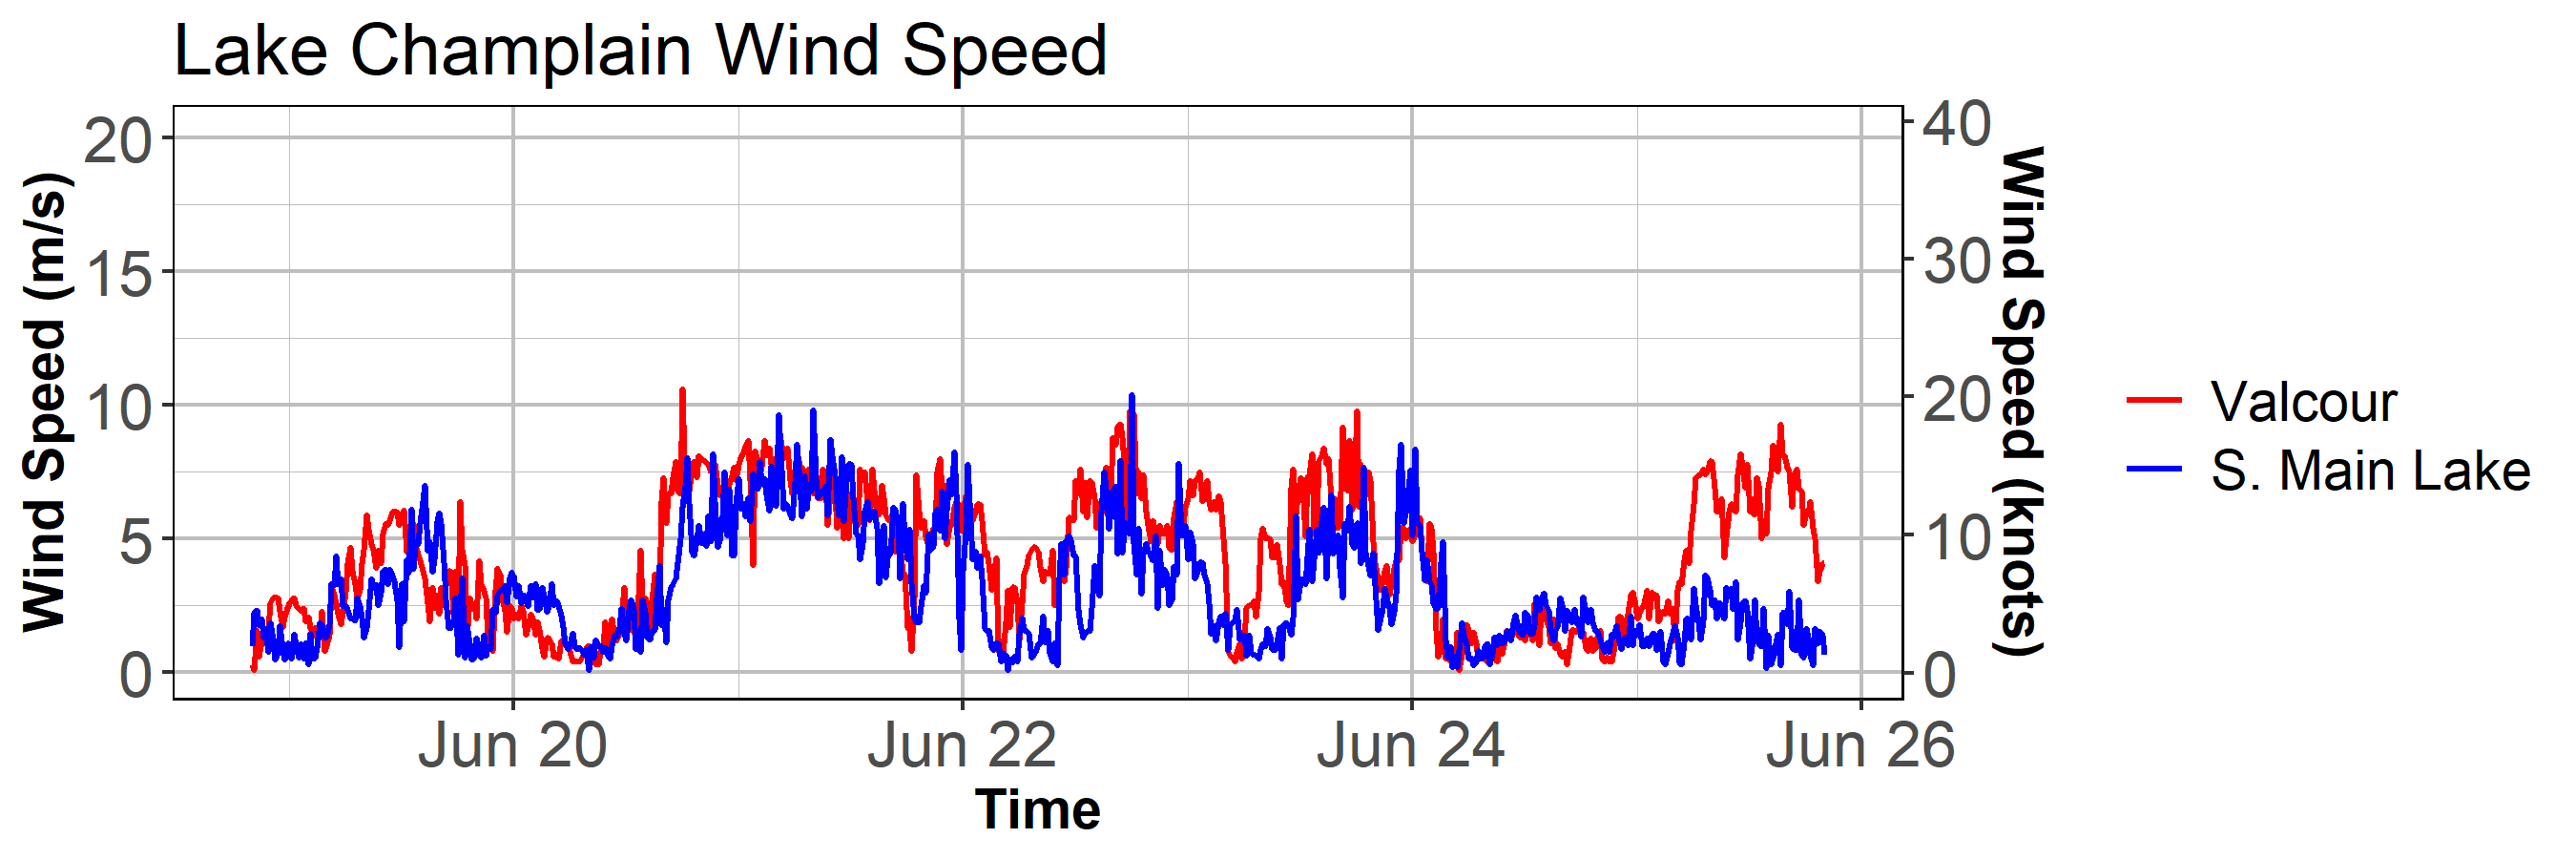 Lake Champlain Wind Speed
Wind Speed (m/s)
20
15
10
5
0
40
30
20
10
0
Wind Speed (knots)
Jun 20
Jun 22
Jun 24
Jun 26
Time
Valcour
S. Main Lake